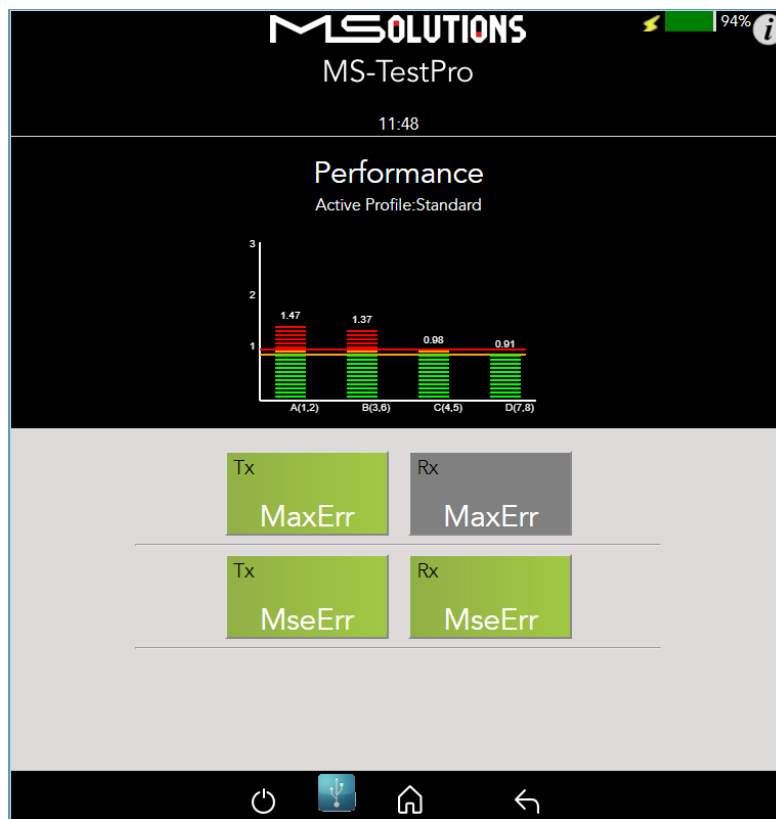 MSOLUTIONS
94%
i
MS-TestPro
11:48
Performance
Active Profile:Standard
3
2
1
1.47
1.37
0.98
0.91
A(1,2) B(3,6) C(4,5) D(7,8)
Tx
MaxErr
Rx
MaxErr
Tx
MseErr
Rx
MseErr